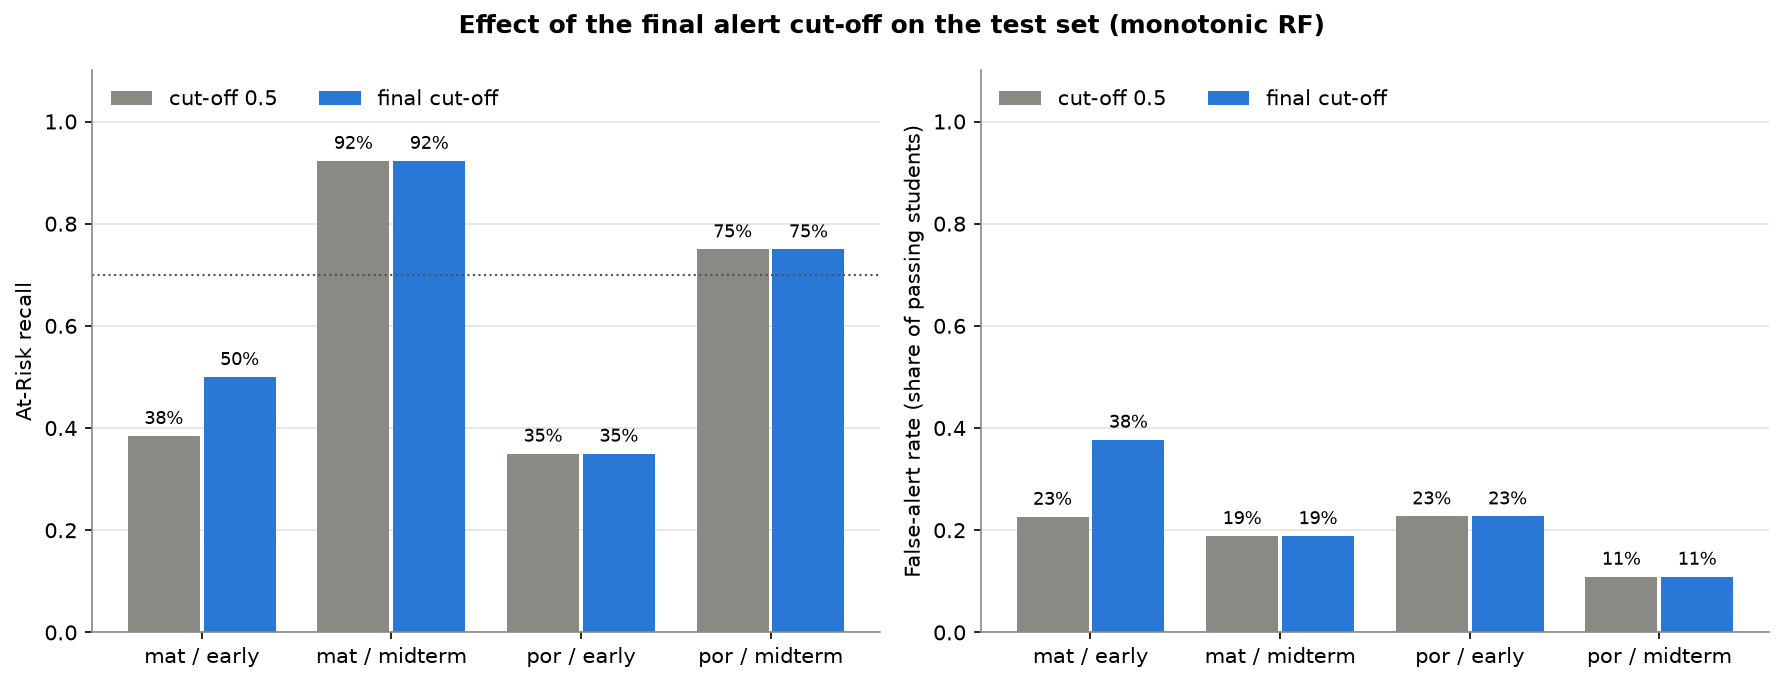 Effect of the final alert cut-off on the test set (monotonic RF)
cut-off 0.5
final cut-off
At-Risk recall
1.0
0.8
0.6
0.4
0.2
0.0
38%
50%
92%
92%
35%
35%
75%
75%
mat / early
mat / midterm
por / early
por / midterm
cut-off 0.5
final cut-off
False-alert rate (share of passing students)
1.0
0.8
0.6
0.4
0.2
0.0
23%
38%
19%
19%
23%
23%
11%
11%
mat / early
mat / midterm
por / early
por / midterm